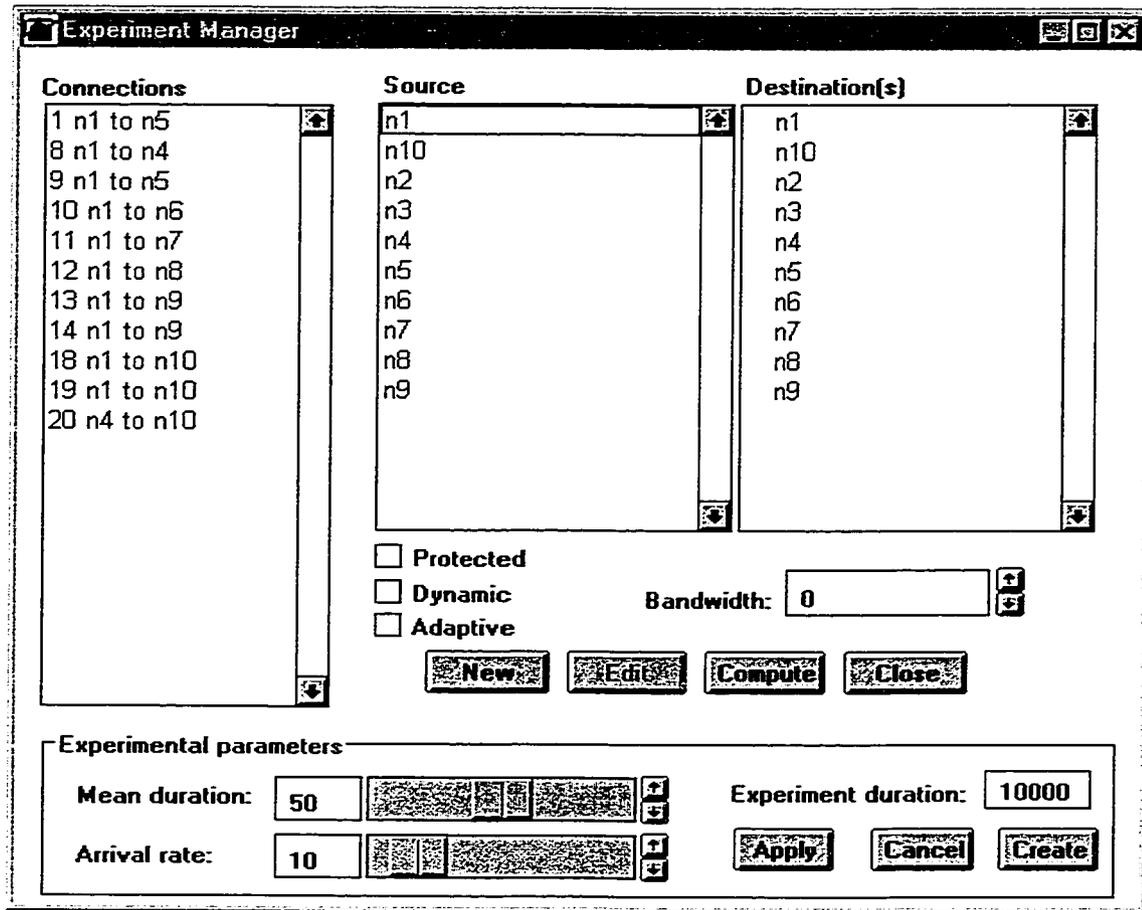 Experiment Manager
Connections
1 n1 to n5
8 n1 to n4
9 n1 to n5
10 n1 to n6
11 n1 to n7
12 n1 to n8
13 n1 to n9
14 n1 to n9
18 n1 to n10
19 n1 to n10
20 n4 to n10
Source
n1
n10
n2
n3
n4
n5
n6
n7
n8
n9
Destination(s)
n1
n10
n2
n3
n4
n5
n6
n7
n8
n9
Protected
Dynamic
Adaptive
Bandwidth: 0
New Edit Compute Close
Experimental parameters
Mean duration: 50
Arrival rate: 10
Experiment duration: 10000
Apply Cancel Create